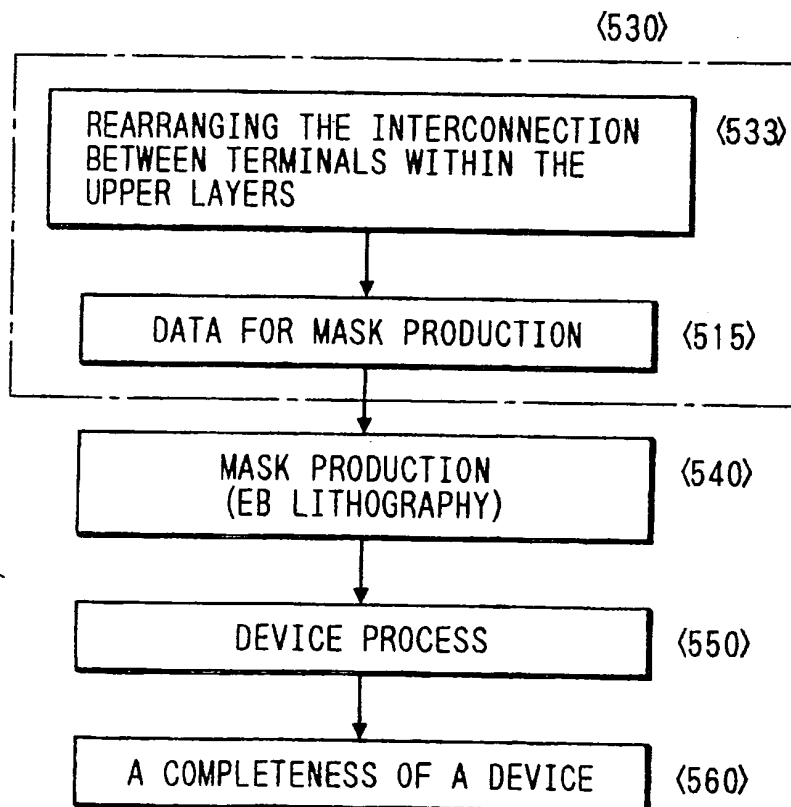 〈530〉
REARRANGING THE INTERCONNECTION 〈533〉
BETWEEN TERMINALS WITHIN THE
UPPER LAYERS
DATA FOR MASK PRODUCTION 〈515〉
MASK PRODUCTION 〈540〉
(EB LITHOGRAPHY)
DEVICE PROCESS 〈550〉
A COMPLETENESS OF A DEVICE 〈560〉